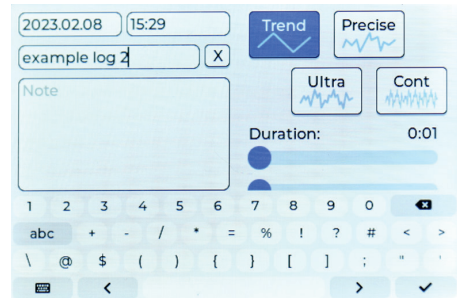 2023.02.08 15:29 Trend Precise
example log 2 X
Note
Ultra Cont
Duration: 0:01
1 2 3 4 5 6 7 8 9 0
abc + - / * = % ! ? # < >
\ @ $ ( ) { } [ ] ; " '